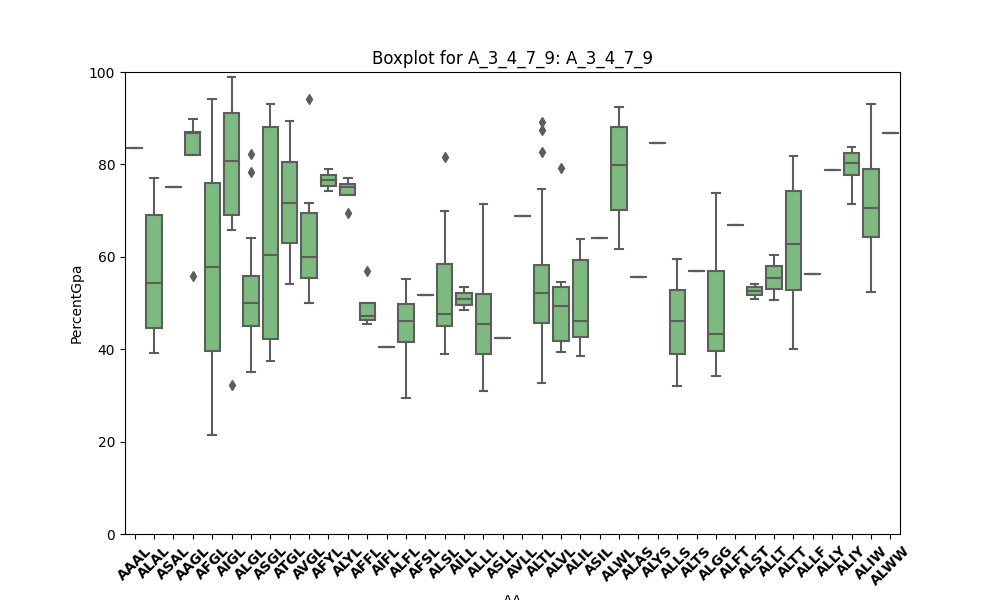 Boxplot for A_3_4_7_9: A_3_4_7_9
PercentGpa
100
80
60
40
20
0
AAAL
ALAL
ASAL
AAGL
AFGL
AIGL
ALGL
ASGL
ATGL
AVGL
AFYL
ALYL
AFFL
AIFL
ALFL
AFSL
ALSL
AILL
ALLL
ASLL
AVLL
ALTL
ALVL
ALIL
ASIL
ALWL
ALAS
ALYS
ALLS
ALTS
ALGG
ALFT
ALST
ALLT
ALTT
ALLF
ALLY
ALIY
ALIW
ALWW
AA